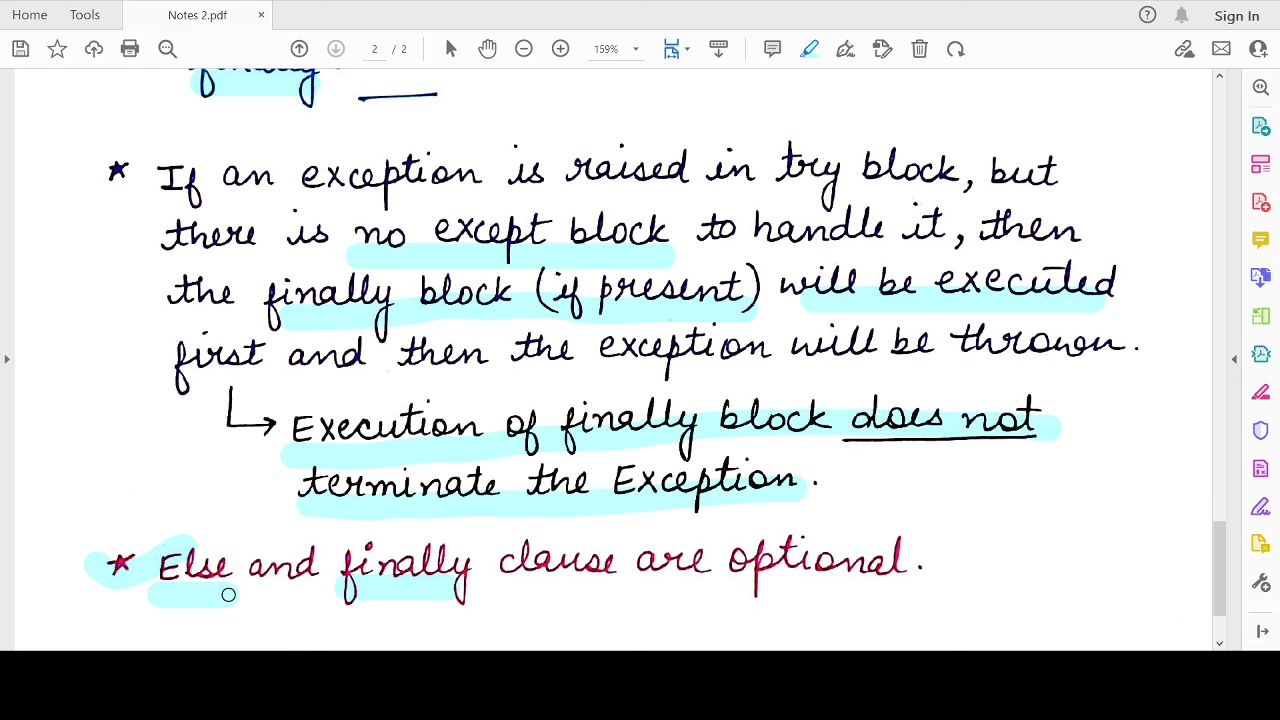 Home Tools Notes 2.pdf × Sign In
2 / 2 159%
finally
★ If an exception is raised in try block, but
there is no except block to handle it, then
the finally block (if present) will be executed
first and then the exception will be thrown.
↳ Execution of finally block does not
terminate the Exception.
★ Else and finally clause are optional.